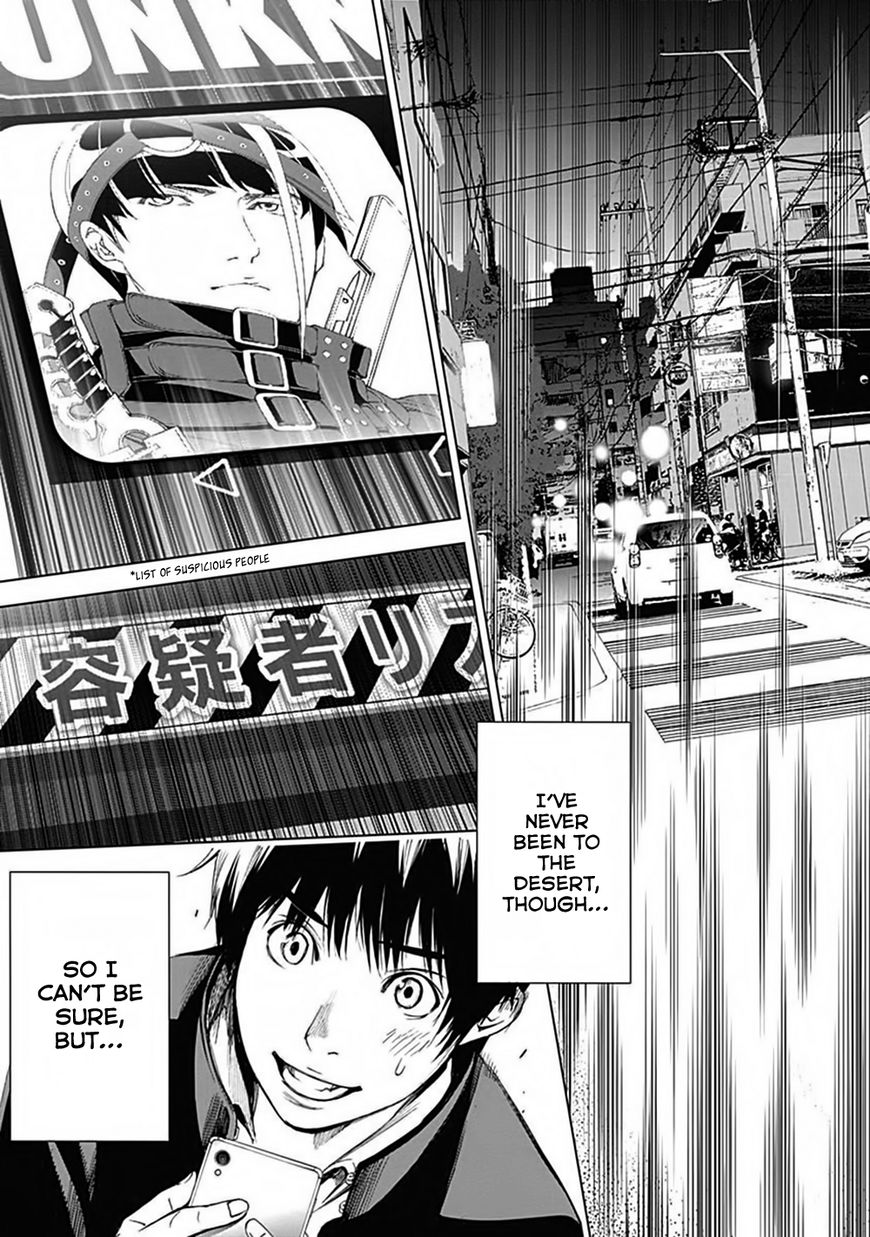 I'VE
NEVER
BEEN TO
THE
DESERT,
THOUGH...
UNKN
*LIST OF SUSPICIOUS PEOPLE
容疑者リス
SO I
CAN'T BE
SURE,
BUT...